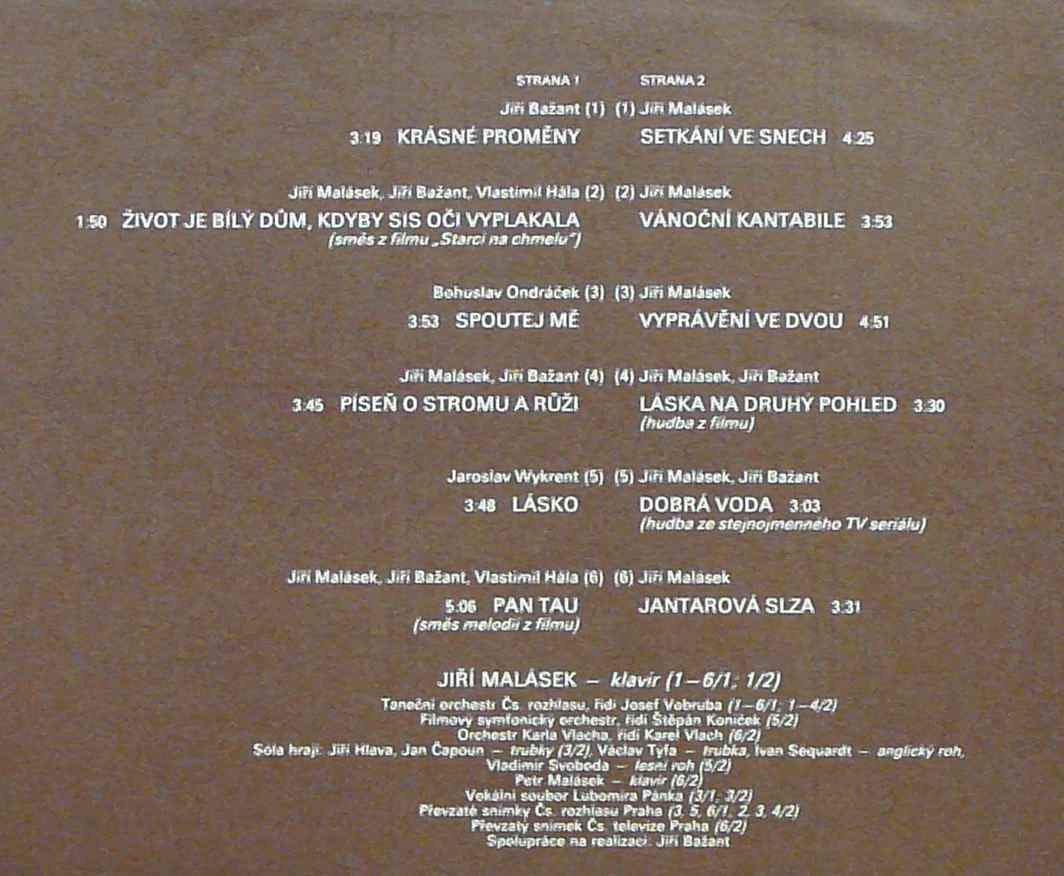 STRANA 1
Jiří Bažant (1)
3:19 KRÁSNÉ PROMĚNY
Jiří Malásek, Jiří Bažant, Vlastimil Hála (2)
1:50 ŽIVOT JE BÍLÝ DŮM, KDYBY SIS OČI VYPLAKALA
(směs z filmu „Starci na chmelu")
Bohuslav Ondráček (3)
3:53 SPOUTEJ MĚ
Jiří Malásek, Jiří Bažant (4)
3:45 PÍSEŇ O STROMU A RŮŽI
Jaroslav Wykrent (5)
3:48 LÁSKO
Jiří Malásek, Jiří Bažant, Vlastimil Hála (6)
5:06 PAN TAU
(směs melodií z filmu)
STRANA 2
(1) Jiří Malásek
SETKÁNÍ VE SNECH 4:25
(2) Jiří Malásek
VÁNOČNÍ KANTABILE 3:53
(3) Jiří Malásek
VYPRÁVĚNÍ VE DVOU 4:51
(4) Jiří Malásek, Jiří Bažant
LÁSKA NA DRUHÝ POHLED 3:30
(hudba z filmu)
(5) Jiří Malásek, Jiří Bažant
DOBRÁ VODA 3:03
(hudba ze stejnojmenného TV seriálu)
(6) Jiří Malásek
JANTAROVÁ SLZA 3:31
JIŘÍ MALÁSEK – klavír (1–6/1; 1/2)
Taneční orchestr Čs. rozhlasu, řídí Josef Vobruba (1–6/1; 1–4/2)
Filmový symfonický orchestr, řídí Štěpán Koníček (5/2)
Orchestr Karla Vlacha, řídí Karel Vlach (6/2)
Sóla hrají: Jiří Hlava, Jan Čapoun – trubky (3/2), Václav Týfa – trubka, Ivan Séquardt – anglický roh,
Vladimír Svoboda – lesní roh (5/2)
Petr Malásek – klavír (6/2)
Vokální soubor Lubomíra Pánka (3/1, 3/2)
Převzaté snímky Čs. rozhlasu Praha (3, 5, 6/1, 2, 3, 4/2)
Převzatý snímek Čs. televize Praha (6/2)
Spolupráce na realizaci: Jiří Bažant